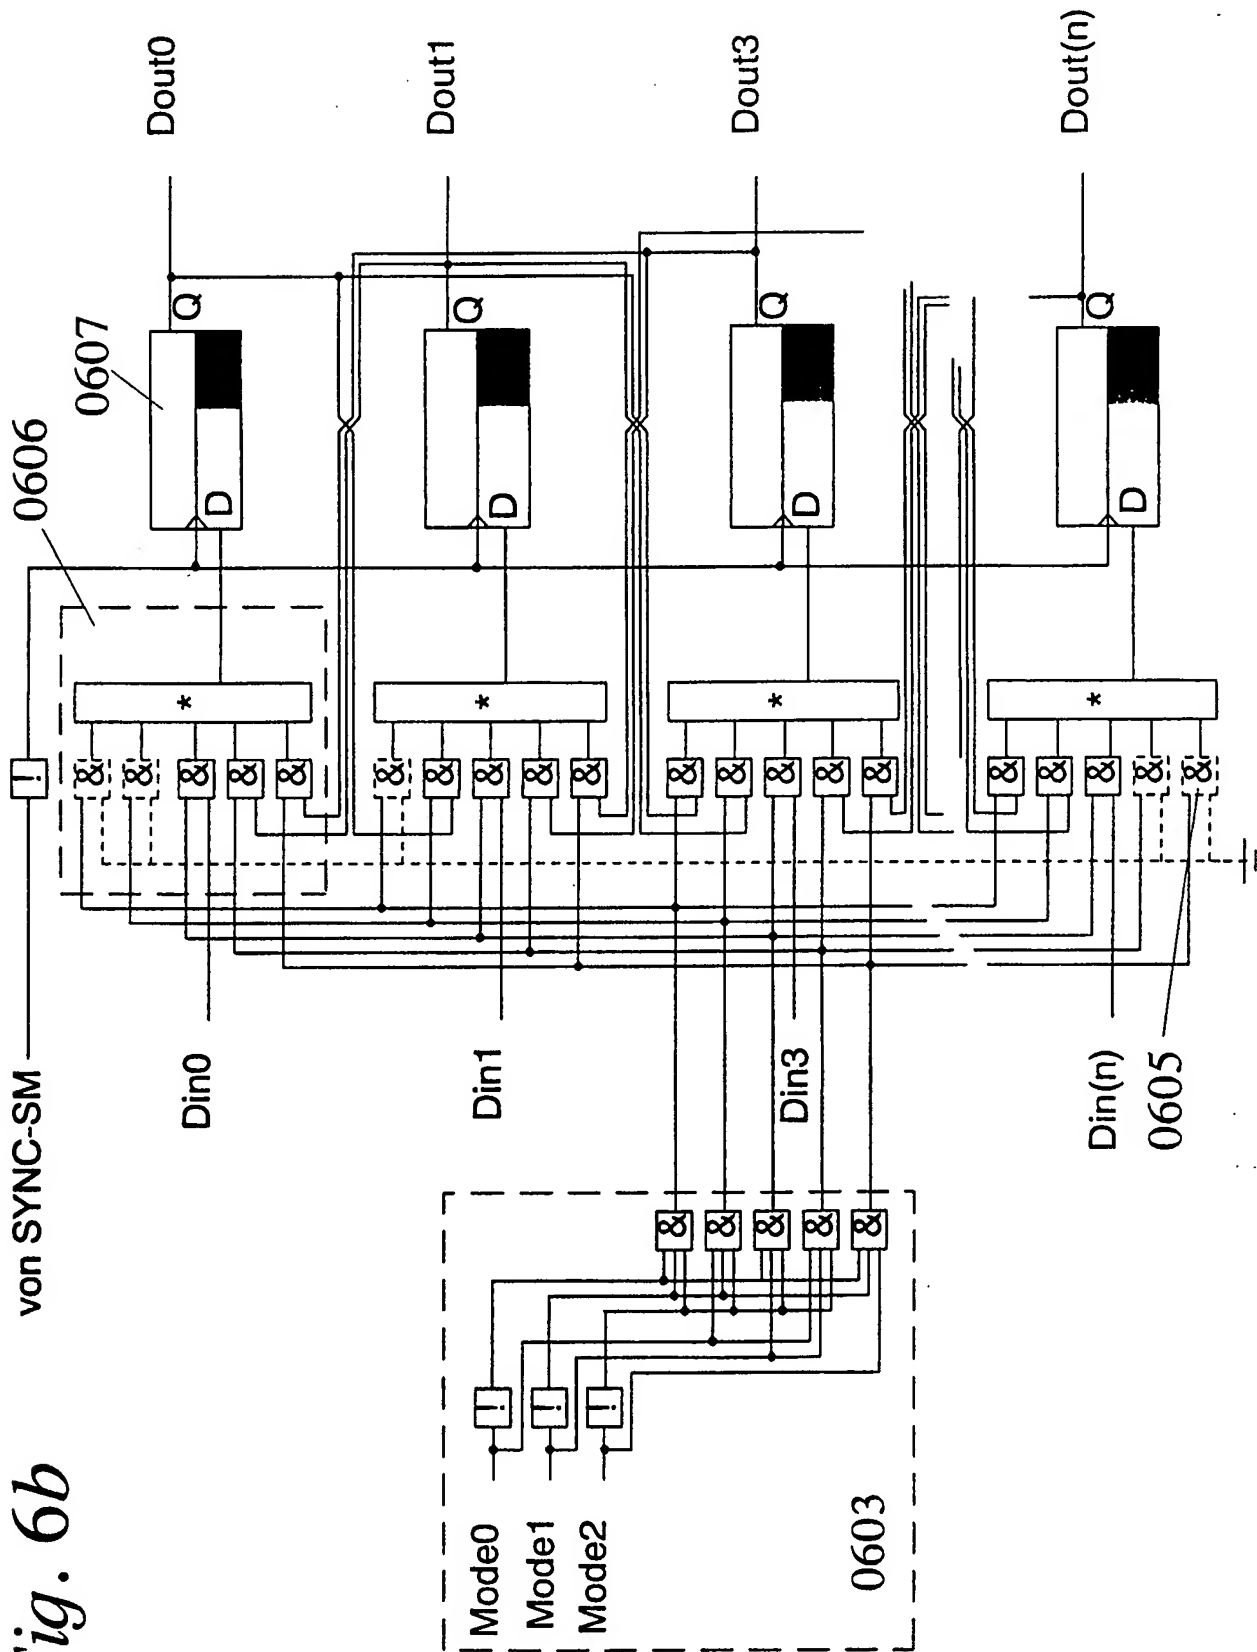 Fig. 6b
von SYNC-SM
!
0606
0607
&
&
&
&
&
*
D
Q
Dout0
Din0
&
&
&
&
&
*
D
Q
Dout1
Din1
Mode0
!
Mode1
!
Mode2
!
&
&
&
&
&
0603
&
&
&
&
&
*
D
Q
Dout3
Din3
&
&
&
&
&
*
D
Q
Dout(n)
Din(n)
0605